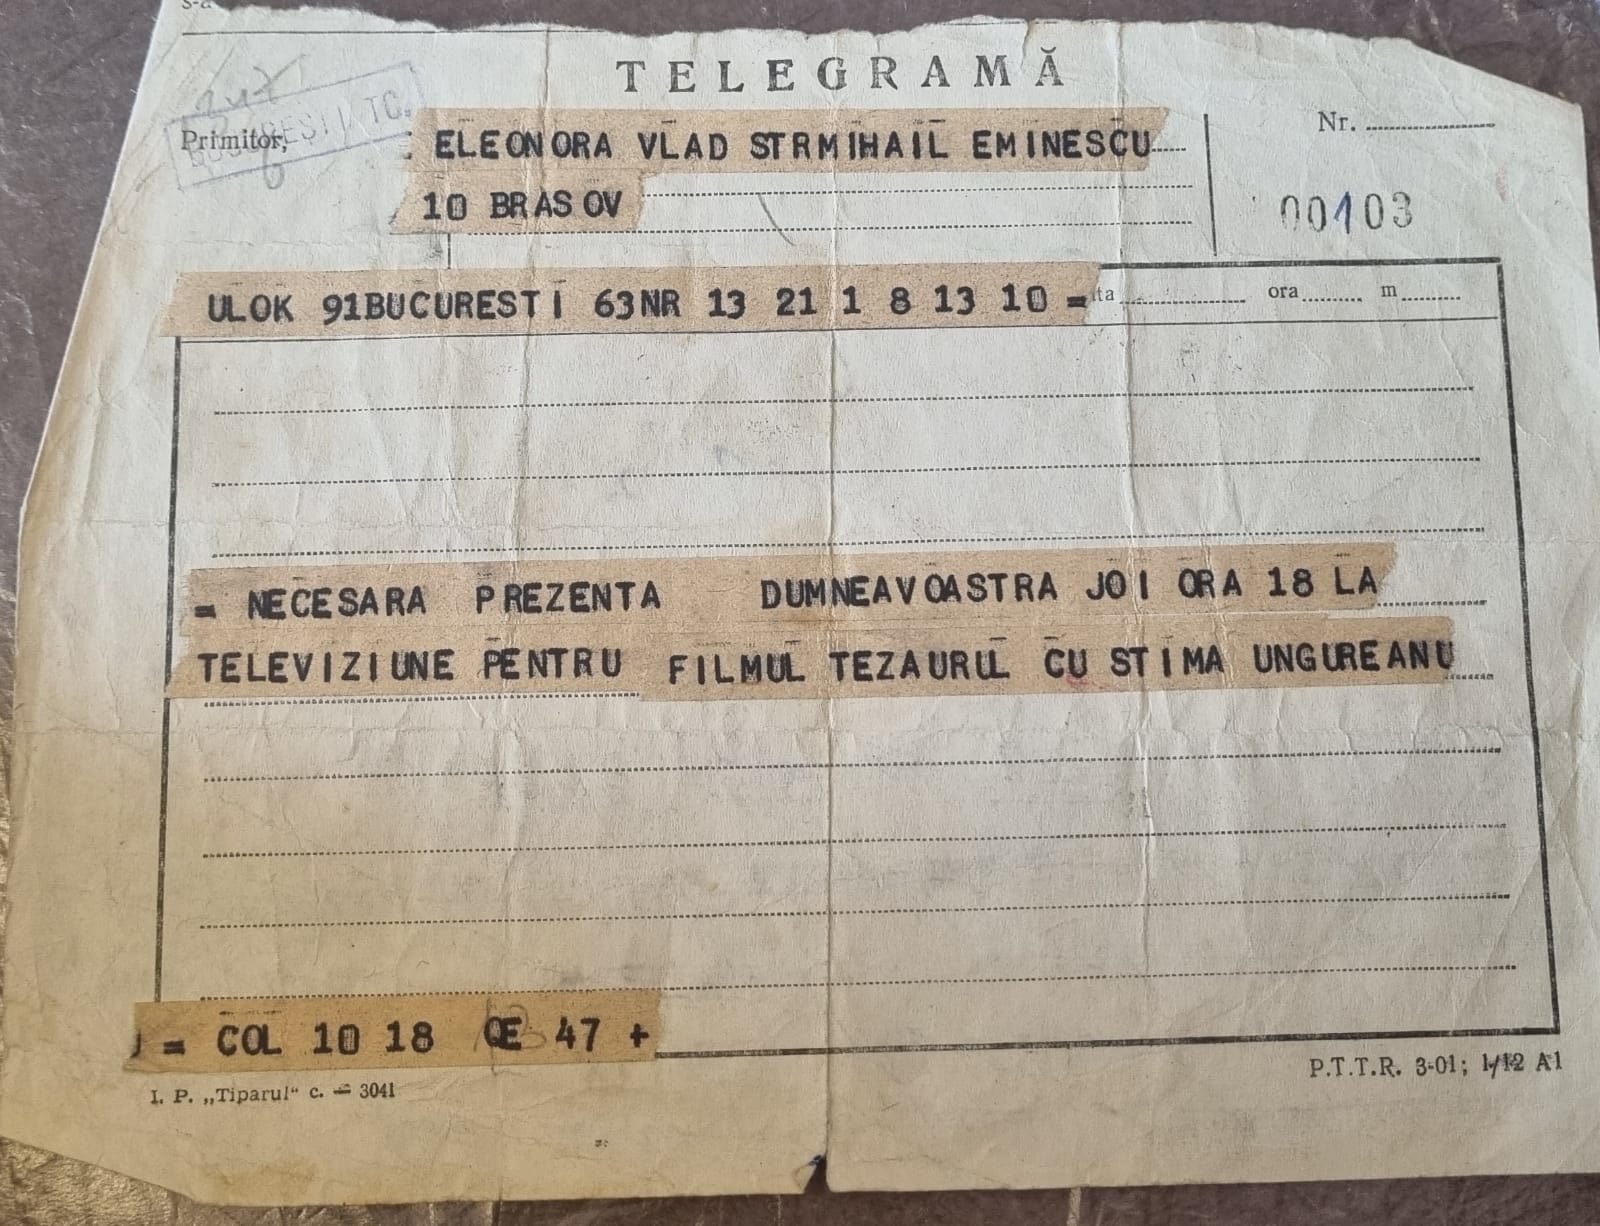 TELEGRAMĂ
Primitor,
BUCUREȘTI TG.
ELEONORA VLAD STRMIHAIL EMINESCU
10 BRASOV
Nr.
00103
ULOK 91BUCURESTI 63NR 13 21 1 8 13 10 =
ora m
= NECESARA PREZENTA DUMNEAVOASTRA JOI ORA 18 LA
TELEVIZIUNE PENTRU FILMUL TEZAURUL CU STIMA UNGUREANU
= COL 10 18 QE 47 +
I. P. „Tiparul“ c. — 3041
P.T.T.R. 3-01; 1/12 A1